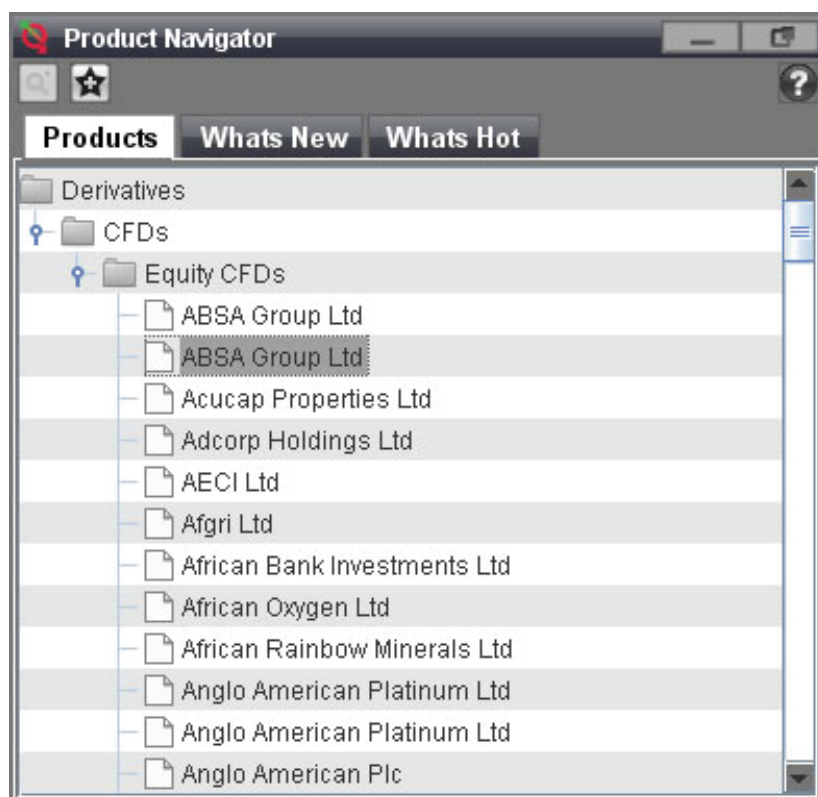 Product Navigator
?
Products Whats New Whats Hot
Derivatives
CFDs
Equity CFDs
ABSA Group Ltd
ABSA Group Ltd
Acucap Properties Ltd
Adcorp Holdings Ltd
AECI Ltd
Afgri Ltd
African Bank Investments Ltd
African Oxygen Ltd
African Rainbow Minerals Ltd
Anglo American Platinum Ltd
Anglo American Platinum Ltd
Anglo American Plc